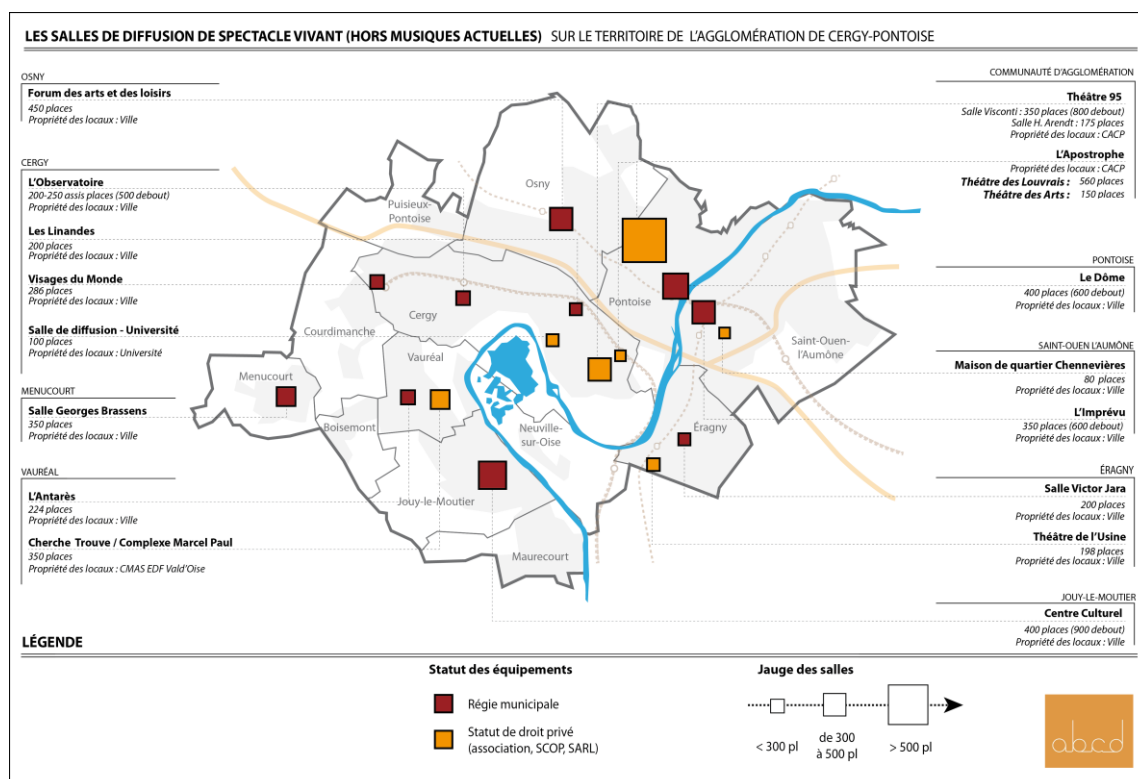 LES SALLES DE DIFFUSION DE SPECTACLE VIVANT (HORS MUSIQUES ACTUELLES) SUR LE TERRITOIRE DE L'AGGLOMÉRATION DE CERGY-PONTOISE
OSNY
Forum des arts et des loisirs
450 places
Propriété des locaux : Ville
CERGY
L'Observatoire
200-250 assis places (500 debout)
Propriété des locaux : Ville
Les Linandes
200 places
Propriété des locaux : Ville
Visages du Monde
286 places
Propriété des locaux : Ville
Salle de diffusion - Université
100 places
Propriété des locaux : Université
MENUCOURT
Salle Georges Brassens
350 places
Propriété des locaux : Ville
VAURÉAL
L'Antarès
224 places
Propriété des locaux : Ville
Cherche Trouve / Complexe Marcel Paul
350 places
Propriété des locaux : CMAS EDF Vald'Oise
Osny
Puisieux-
Pontoise
Cergy
Pontoise
Courdimanche
Vauréal
Saint-Ouen-
l'Aumône
Menucourt
Boisemont
Neuville-
sur-Oise
Éragny
Jouy-le-Moutier
Maurecourt
COMMUNAUTÉ D'AGGLOMÉRATION
Théâtre 95
Salle Visconti : 350 places (800 debout)
Salle H. Arendt : 175 places
Propriété des locaux : CACP
L'Apostrophe
Propriété des locaux : CACP
Théâtre des Louvrais : 560 places
Théâtre des Arts : 150 places
PONTOISE
Le Dôme
400 places (600 debout)
Propriété des locaux : Ville
SAINT-OUEN L'AUMÔNE
Maison de quartier Chennevières
80 places
Propriété des locaux : Ville
L'Imprévu
350 places (600 debout)
Propriété des locaux : Ville
ÉRAGNY
Salle Victor Jara
200 places
Propriété des locaux : Ville
Théâtre de l'Usine
198 places
Propriété des locaux : Ville
JOUY-LE-MOUTIER
Centre Culturel
400 places (900 debout)
Propriété des locaux : Ville
LÉGENDE
Statut des équipements
Régie municipale
Statut de droit privé
(association, SCOP, SARL)
Jauge des salles
< 300 pl
de 300
à 500 pl
> 500 pl
abcd